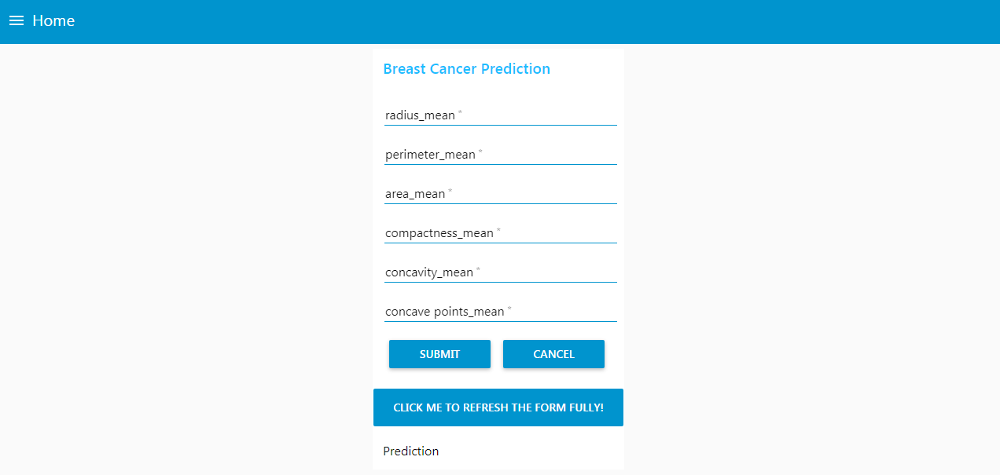 Home
Breast Cancer Prediction
radius_mean *
perimeter_mean *
area_mean *
compactness_mean *
concavity_mean *
concave points_mean *
SUBMIT CANCEL
CLICK ME TO REFRESH THE FORM FULLY!
Prediction